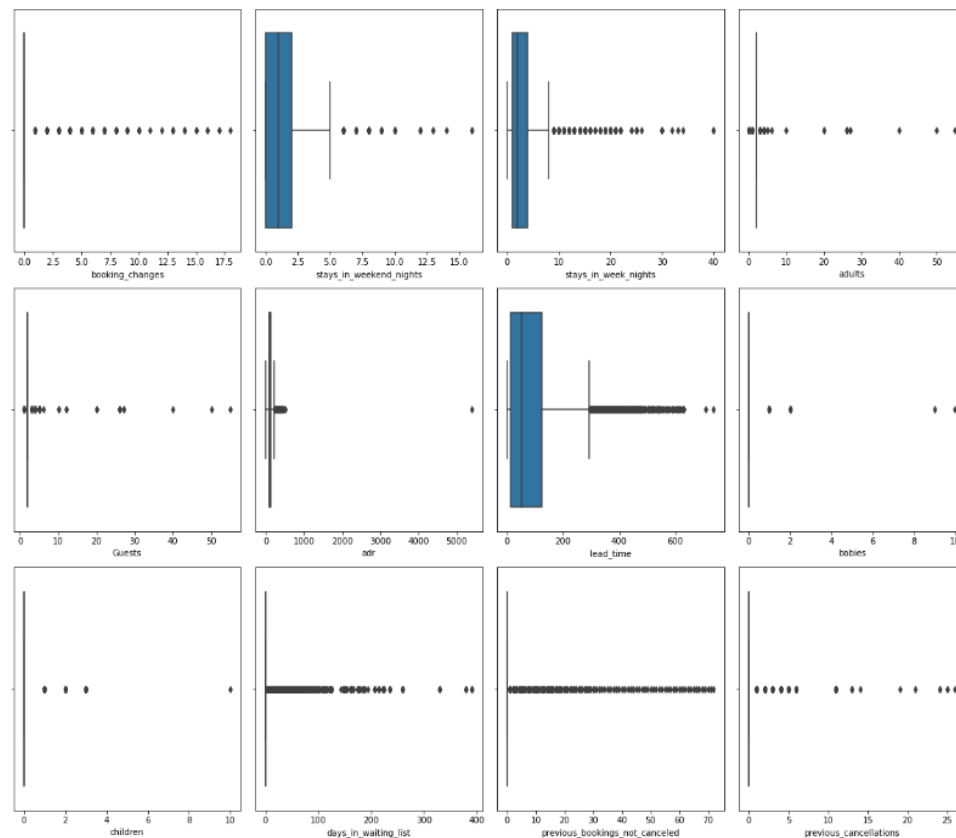 0.0 2.5 5.0 7.5 10.0 12.5 15.0 17.5
booking_changes
0.0 2.5 5.0 7.5 10.0 12.5 15.0
stays_in_weekend_nights
0 10 20 30 40
stays_in_week_nights
0 10 20 30 40 50
adults
0 10 20 30 40 50
Guests
0 1000 2000 3000 4000 5000
adr
0 200 400 600
lead_time
0 2 4 6 8 10
babies
0 2 4 6 8 10
children
0 100 200 300 400
days_in_waiting_list
0 10 20 30 40 50 60 70
previous_bookings_not_canceled
0 5 10 15 20 25
previous_cancellations